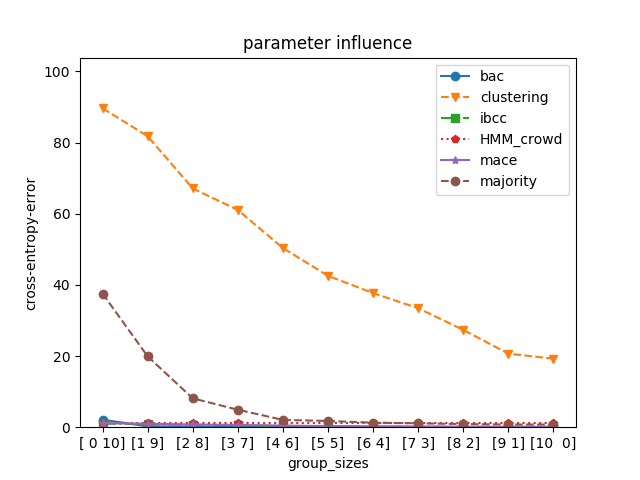 parameter influence
100
80
60
40
20
0
cross-entropy-error
bac
clustering
ibcc
HMM_crowd
mace
majority
[ 0 10] [1 9] [2 8] [3 7] [4 6] [5 5] [6 4] [7 3] [8 2] [9 1] [10  0]
group_sizes